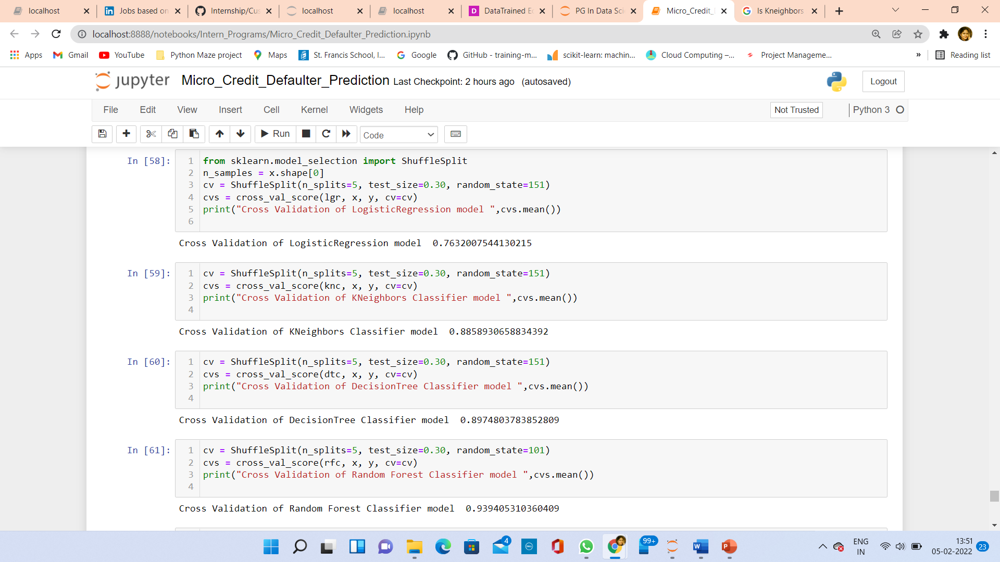 localhost
Jobs based on
Internship/Cus
localhost
localhost
DataTrained Ed
PG In Data Scie
Micro_Credit_
Is Kneighbors
localhost:8888/notebooks/Intern_Programs/Micro_Credit_Defaulter_Prediction.ipynb
Apps
Gmail
YouTube
Python Maze project
Maps
St. Francis School, I...
Google
GitHub - training-m...
scikit-learn: machin...
Cloud Computing –...
Project Manageme...
»
Reading list
jupyter
Micro_Credit_Defaulter_Prediction Last Checkpoint: 2 hours ago (autosaved)
Logout
File Edit View Insert Cell Kernel Widgets Help
Not Trusted
Python 3
Run
Code
In [58]:
1 from sklearn.model_selection import ShuffleSplit
2 n_samples = x.shape[0]
3 cv = ShuffleSplit(n_splits=5, test_size=0.30, random_state=151)
4 cvs = cross_val_score(lgr, x, y, cv=cv)
5 print("Cross Validation of LogisticRegression model ",cvs.mean())
6
Cross Validation of LogisticRegression model  0.7632007544130215
In [59]:
1 cv = ShuffleSplit(n_splits=5, test_size=0.30, random_state=151)
2 cvs = cross_val_score(knc, x, y, cv=cv)
3 print("Cross Validation of KNeighbors Classifier model ",cvs.mean())
4
Cross Validation of KNeighbors Classifier model  0.8858930658834392
In [60]:
1 cv = ShuffleSplit(n_splits=5, test_size=0.30, random_state=151)
2 cvs = cross_val_score(dtc, x, y, cv=cv)
3 print("Cross Validation of DecisionTree Classifier model ",cvs.mean())
4
Cross Validation of DecisionTree Classifier model  0.8974803783852809
In [61]:
1 cv = ShuffleSplit(n_splits=5, test_size=0.30, random_state=101)
2 cvs = cross_val_score(rfc, x, y, cv=cv)
3 print("Cross Validation of Random Forest Classifier model ",cvs.mean())
4
Cross Validation of Random Forest Classifier model  0.939405310360409
4
99+
ENG
IN
13:51
05-02-2022
23